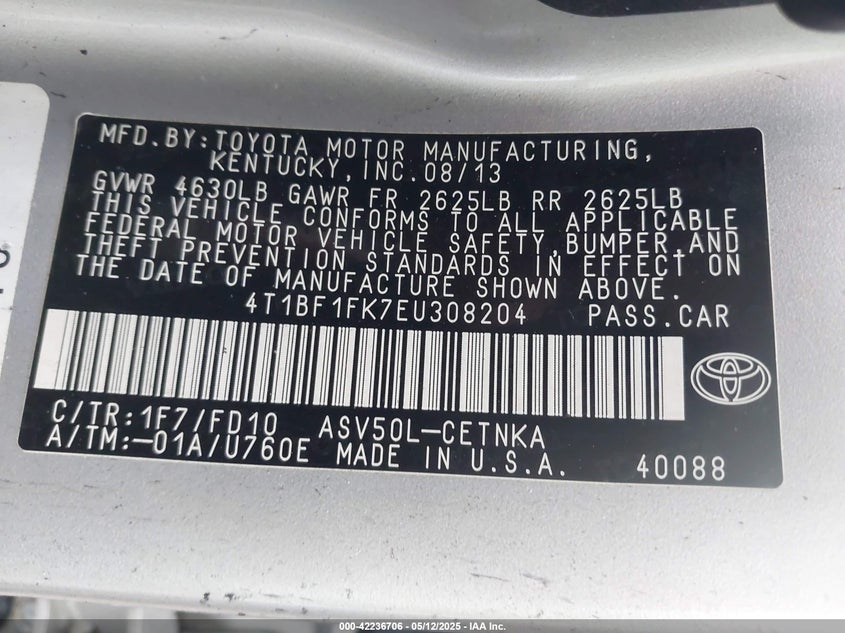 MFD.BY:TOYOTA MOTOR MANUFACTURING,
KENTUCKY,INC.08/13
GVWR 4630LB GAWR FR 2625LB RR 2625LB
THIS VEHICLE CONFORMS TO ALL APPLICABLE
FEDERAL MOTOR VEHICLE SAFETY,BUMPER,AND
THEFT PREVENTION STANDARDS IN EFFECT ON
THE DATE OF MANUFACTURE SHOWN ABOVE.
4T1BF1FK7EU308204 PASS.CAR
C/TR:1F7/FD10 ASV50L-CETNKA
A/TM:-01A/U760E MADE IN U.S.A. 40088
000-42236706 - 05/12/2025 - IAA Inc.